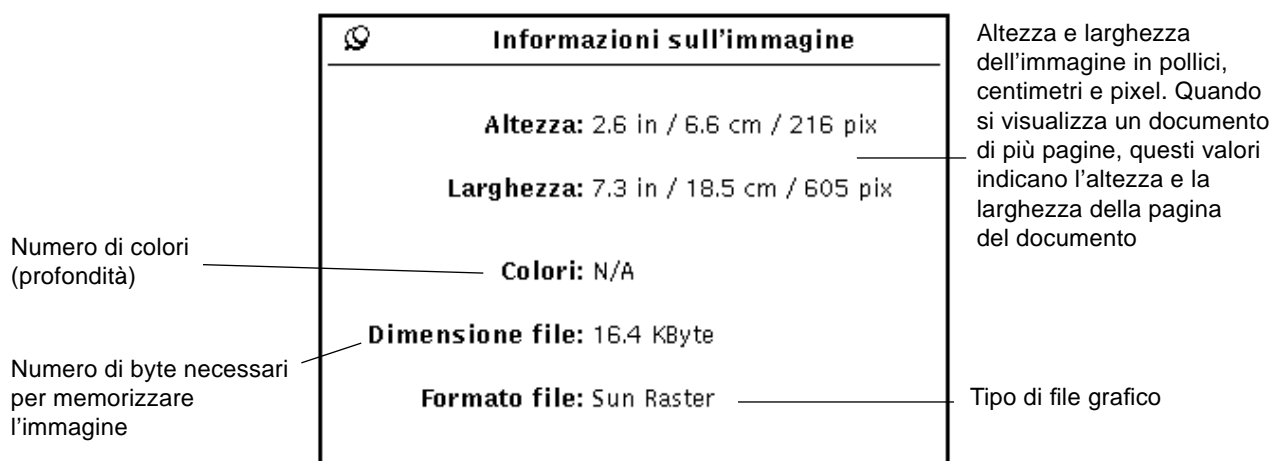 Informazioni sull'immagine
Altezza: 2.6 in / 6.6 cm / 216 pix
Larghezza: 7.3 in / 18.5 cm / 605 pix
Colori: N/A
Dimensione file: 16.4 KByte
Formato file: Sun Raster
Altezza e larghezza
dell’immagine in pollici,
centimetri e pixel. Quando
si visualizza un documento
di più pagine, questi valori
indicano l’altezza e la
larghezza della pagina
del documento
Numero di colori
(profondità)
Numero di byte necessari
per memorizzare
l’immagine
Tipo di file grafico